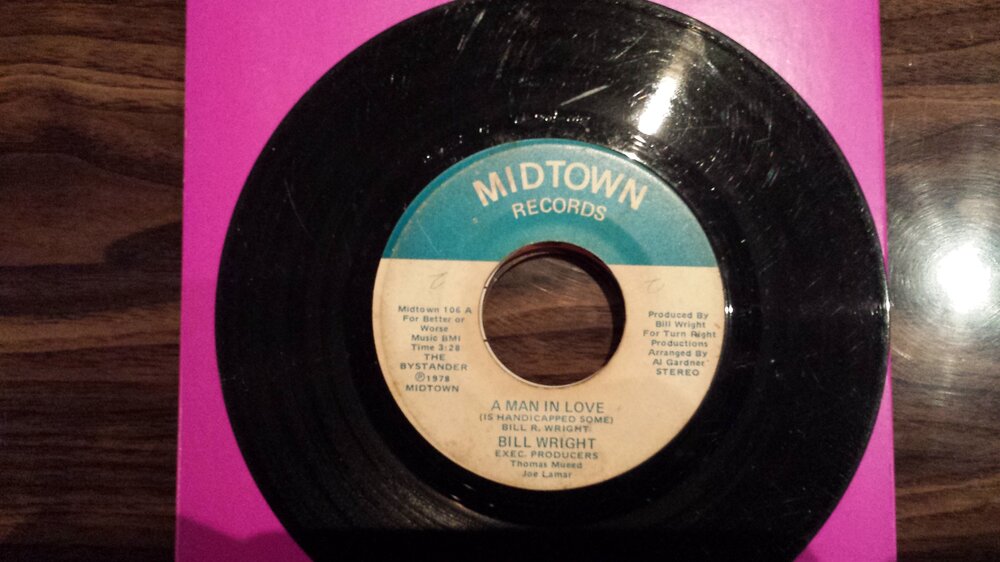 MIDTOWN
RECORDS
Midtown 106 A
For Better or
Worse
Music BMI
Time 3:28
THE
BYSTANDER
Ⓟ1978
MIDTOWN
Produced By
Bill Wright
For Turn Right
Productions
Arranged By
Al Gardner
STEREO
A MAN IN LOVE
(IS HANDICAPPED SOME)
BILL R. WRIGHT
BILL WRIGHT
EXEC. PRODUCERS
Thomas Mueed
Joe Lamar